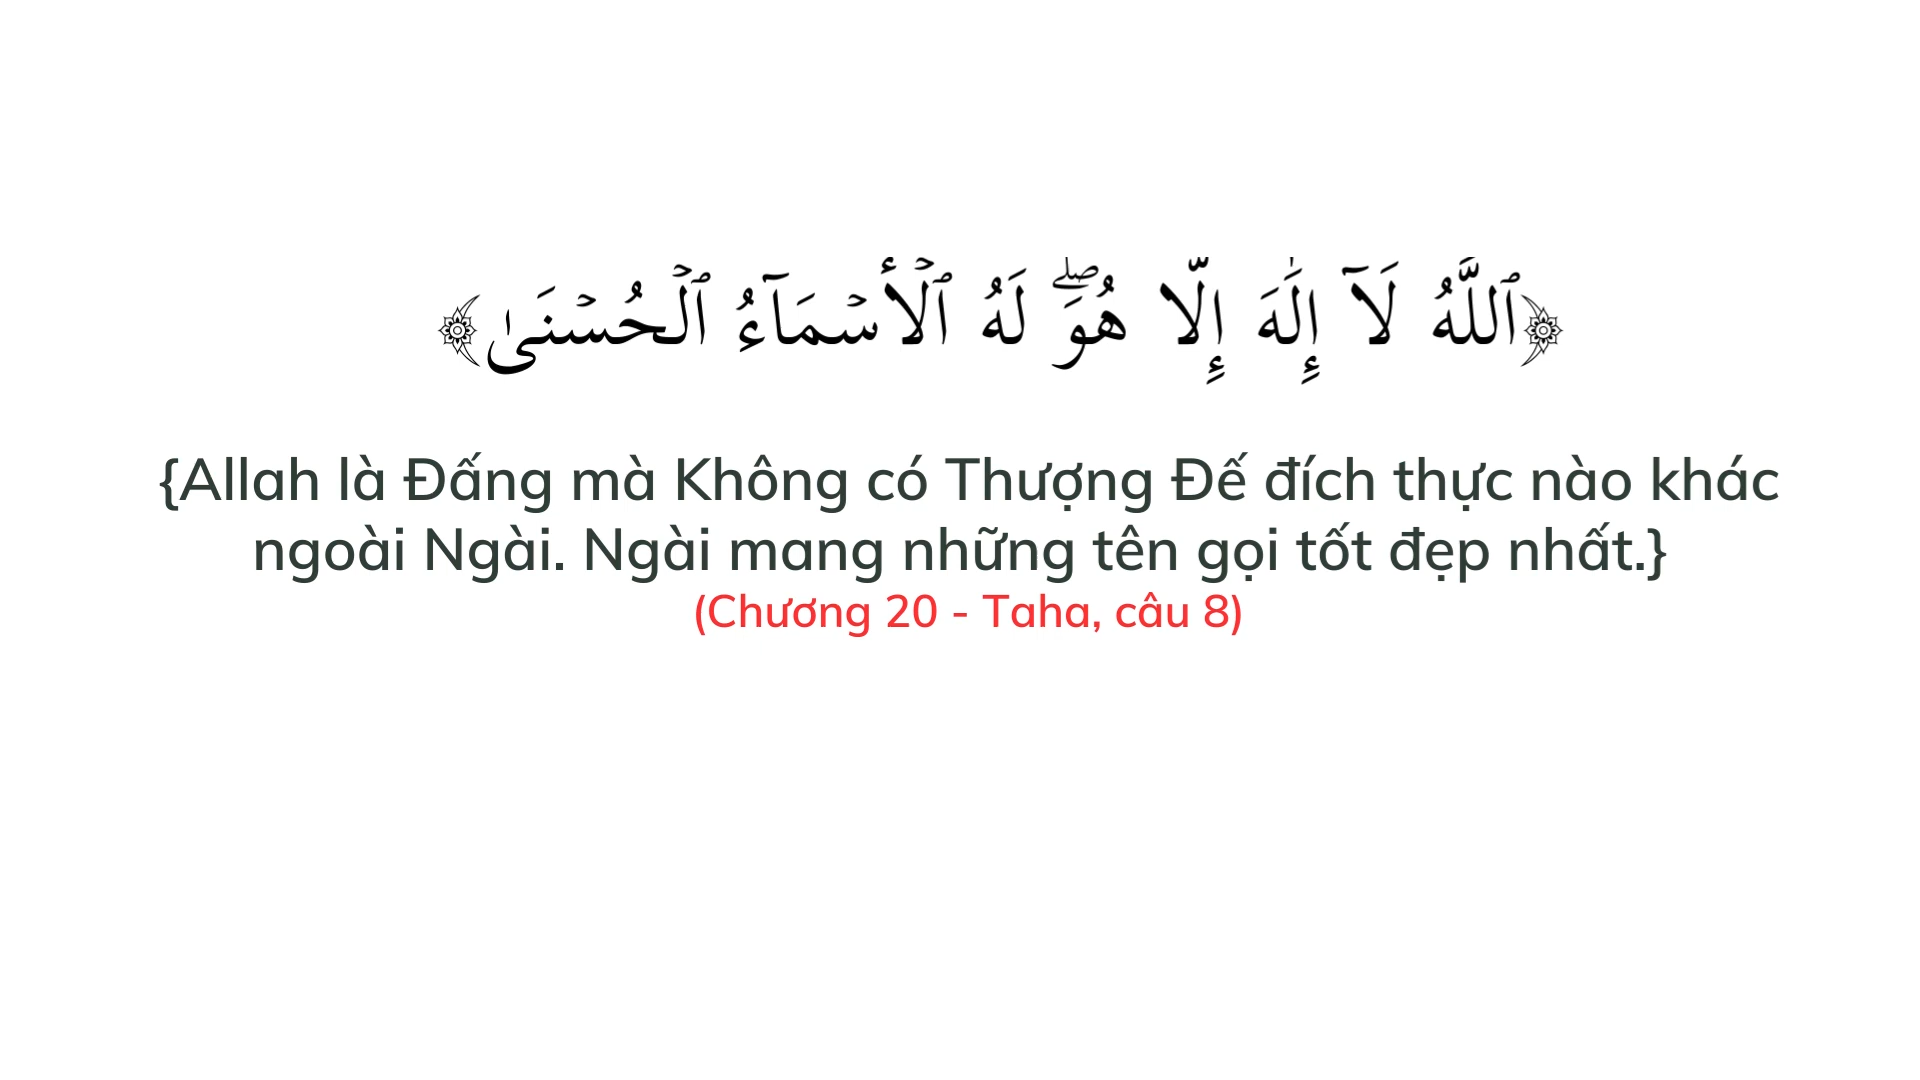 ﴿ٱللَّهُ لَآ إِلَٰهَ إِلَّا هُوَۖ لَهُ ٱلۡأَسۡمَآءُ ٱلۡحُسۡنَىٰ﴾
{Allah là Đấng mà Không có Thượng Đế đích thực nào khác
ngoài Ngài. Ngài mang những tên gọi tốt đẹp nhất.}
(Chương 20 - Taha, câu 8)